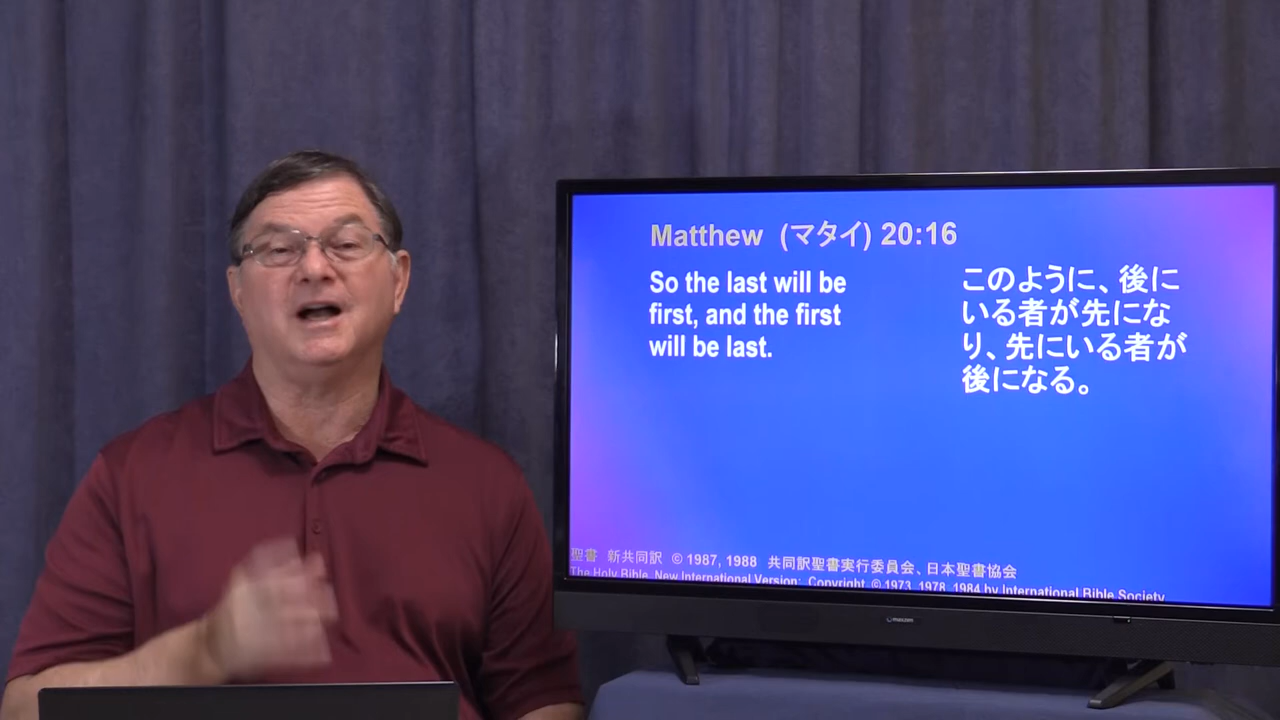 Matthew (マタイ) 20:16
So the last will be
first, and the first
will be last.
このように、後に
いる者が先にな
り、先にいる者が
後になる。
聖書 新共同訳 © 1987, 1988 共同訳聖書実行委員会、日本聖書協会
The Holy Bible, New International Version: Copyright © 1973, 1978, 1984 by International Bible Society
maxzen